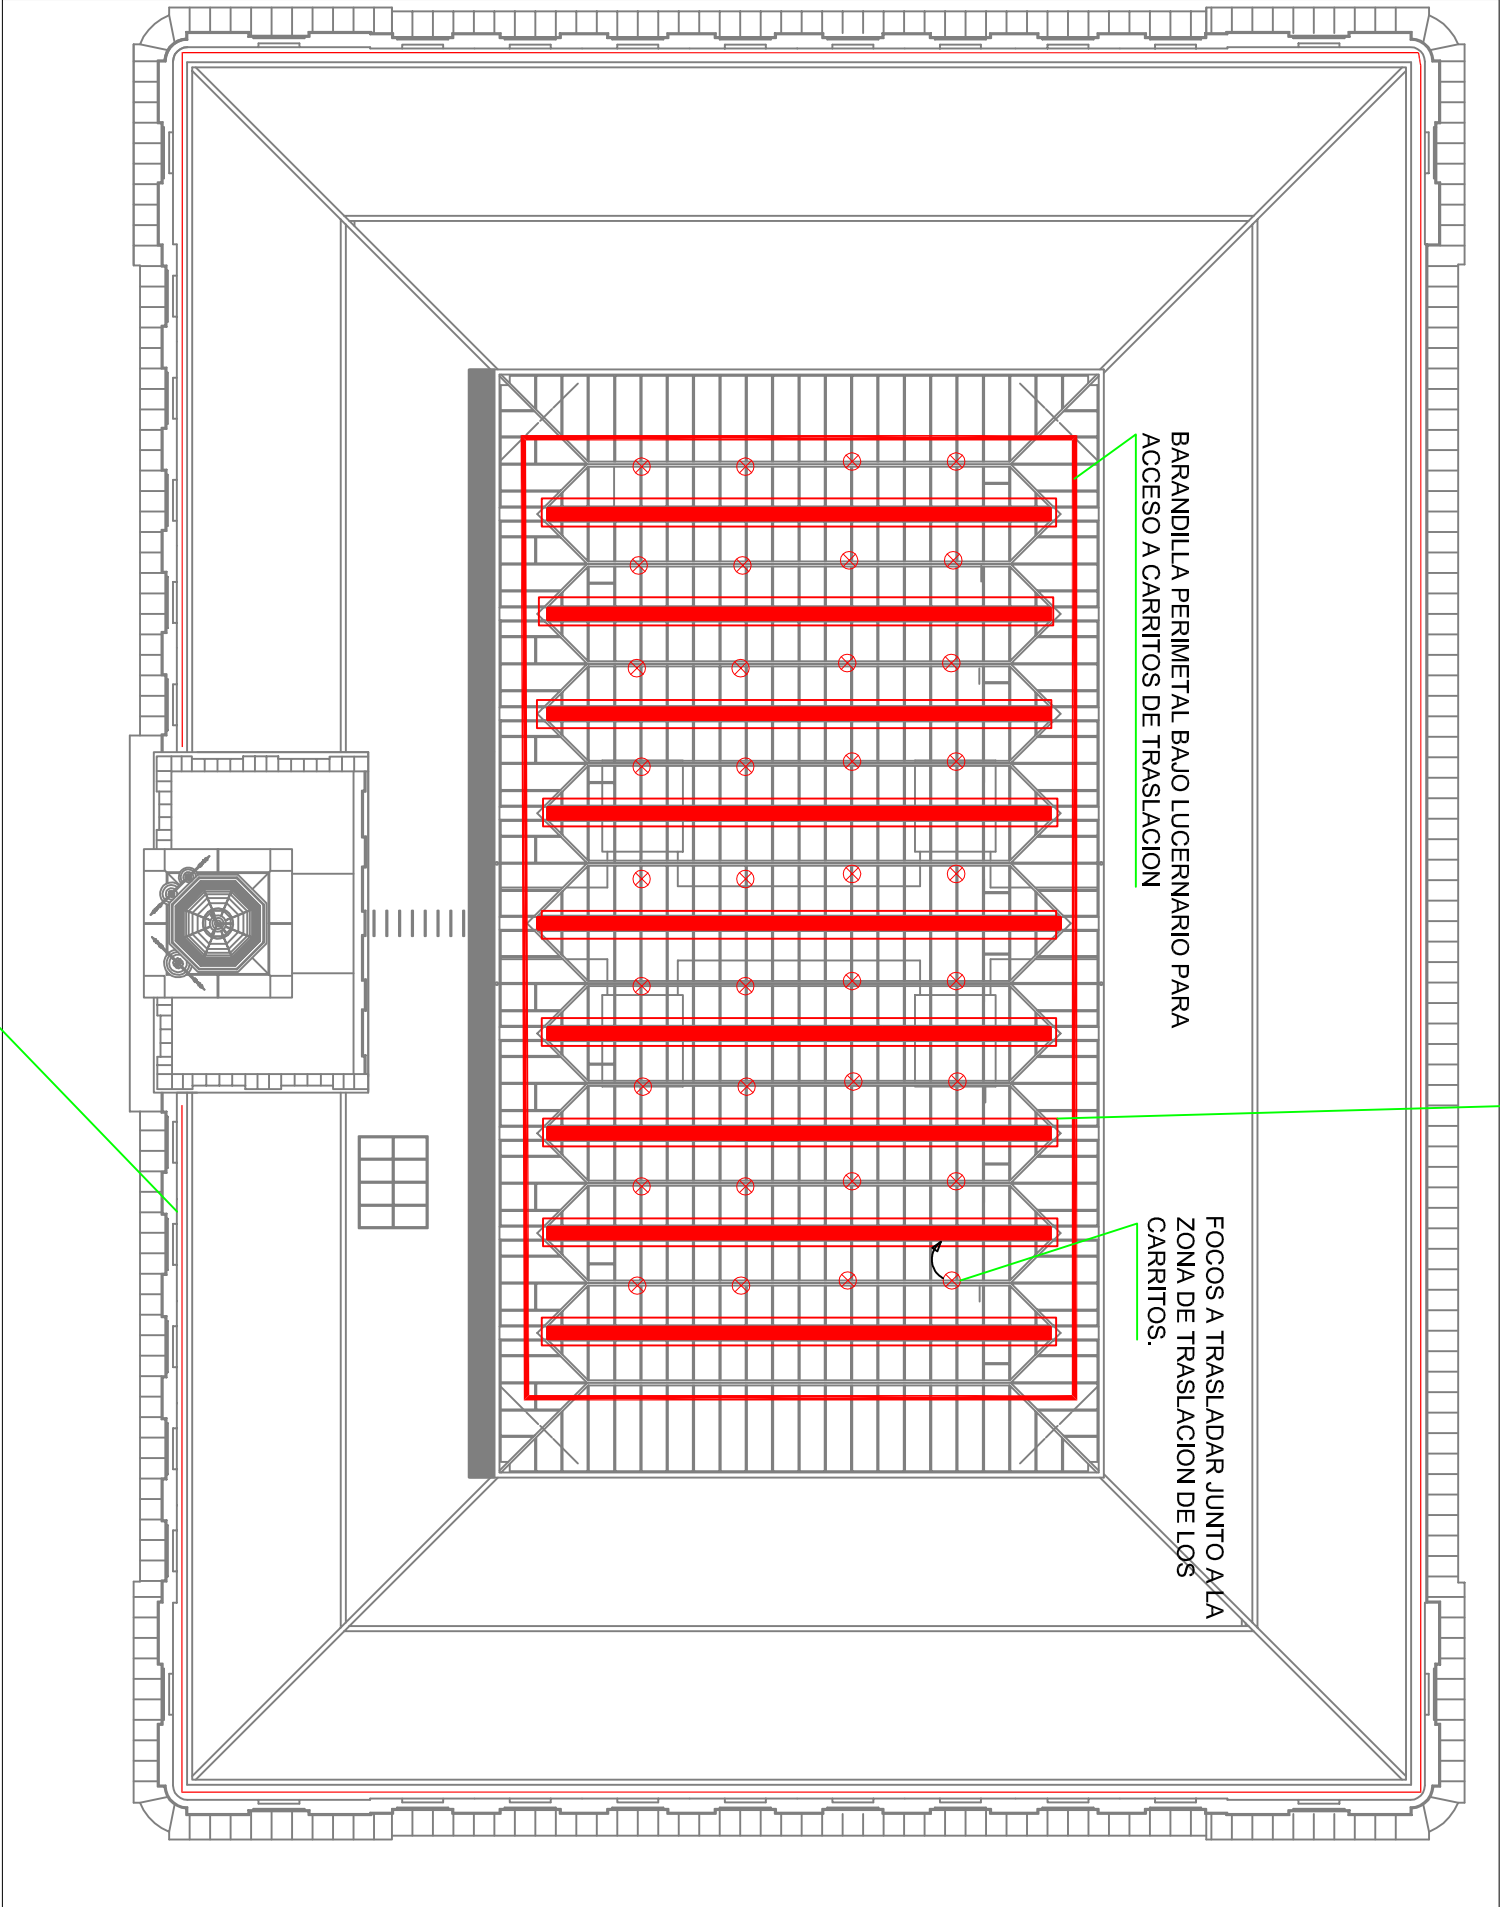 BARANDILLA PERIMETAL BAJO LUCERNARIO PARA
ACCESO A CARRITOS DE TRASLACION
FOCOS A TRASLADAR JUNTO A LA
ZONA DE TRASLACION DE LOS
CARRITOS.